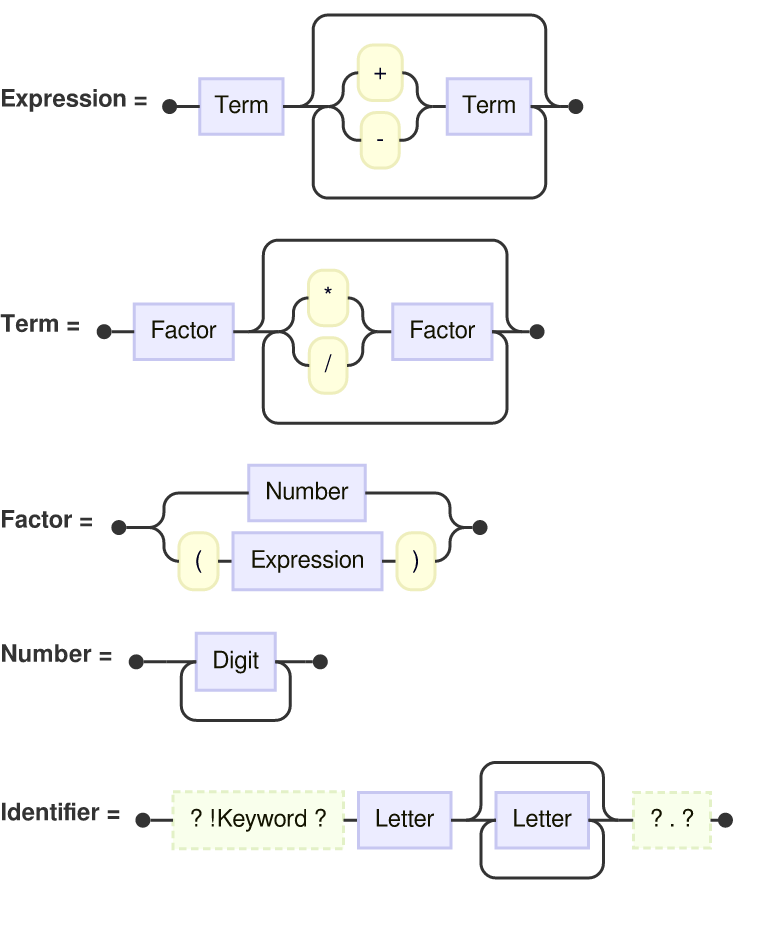 +
Expression = Term Term
-
*
Term = Factor Factor
/
Number
Factor =
( Expression )
Number = Digit
Identifier = ? !Keyword ? Letter Letter ? . ?